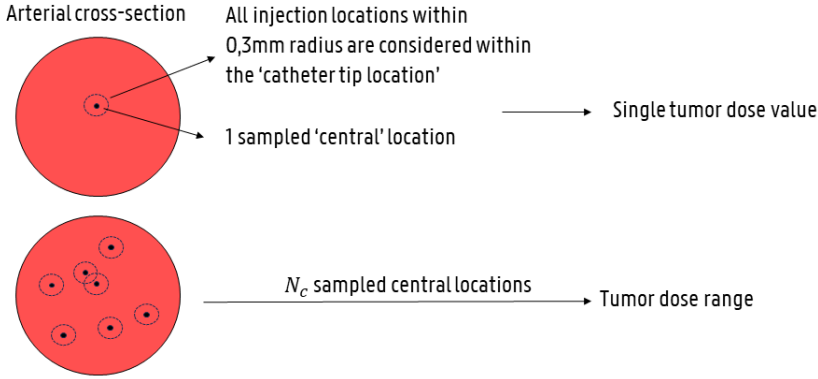 Arterial cross-section
All injection locations within
0,3mm radius are considered within
the ‘catheter tip location’
1 sampled ‘central’ location
Single tumor dose value
N_c sampled central locations
Tumor dose range